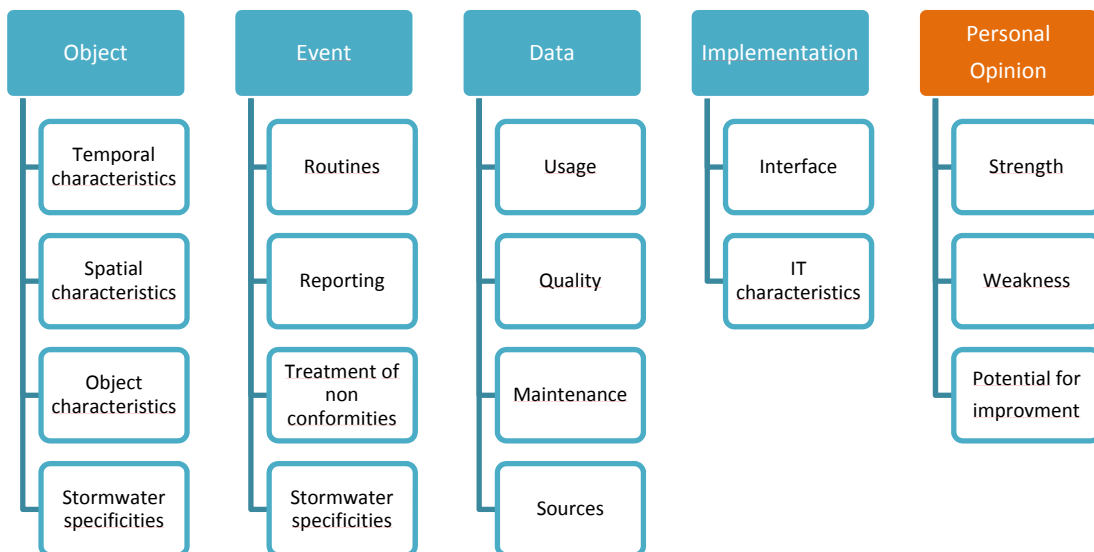 Object
Temporal
characteristics
Spatial
characteristics
Object
characteristics
Stormwater
specificities
Event
Routines
Reporting
Treatment of
non
conformities
Stormwater
specificities
Data
Usage
Quality
Maintenance
Sources
Implementation
Interface
IT
characteristics
Personal
Opinion
Strength
Weakness
Potential for
improvment